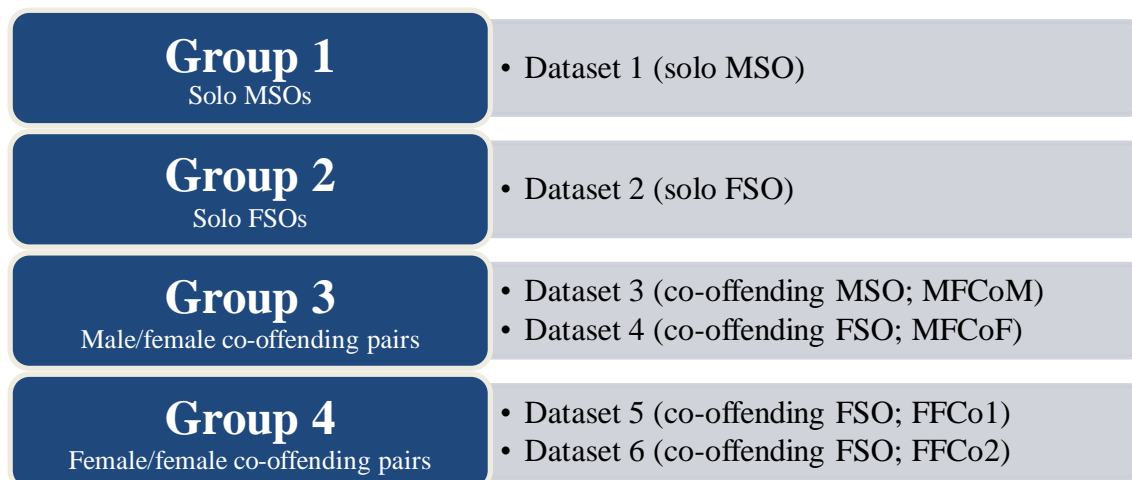 Group 1
Solo MSOs
• Dataset 1 (solo MSO)
Group 2
Solo FSOs
• Dataset 2 (solo FSO)
Group 3
Male/female co-offending pairs
• Dataset 3 (co-offending MSO; MFCoM)
• Dataset 4 (co-offending FSO; MFCoF)
Group 4
Female/female co-offending pairs
• Dataset 5 (co-offending FSO; FFCo1)
• Dataset 6 (co-offending FSO; FFCo2)